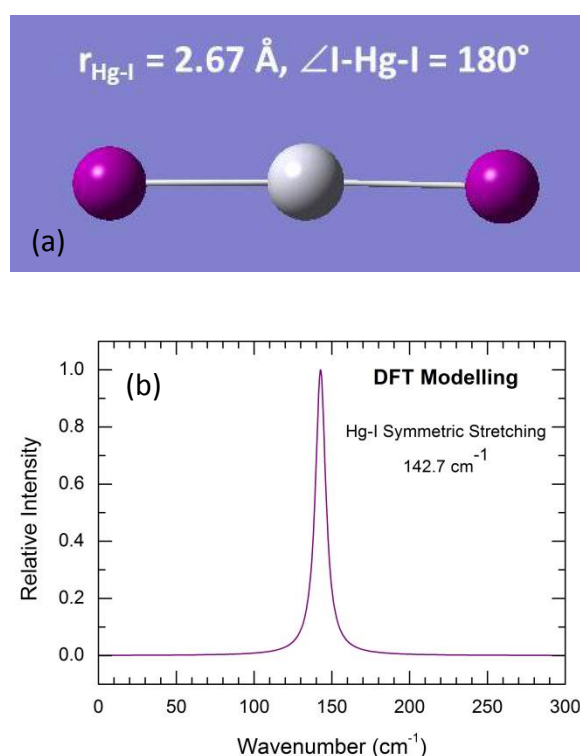 r_Hg-I = 2.67 Å, ∠I-Hg-I = 180°
(a)
(b)
DFT Modelling
Hg-I Symmetric Stretching
142.7 cm⁻¹
Relative Intensity
1.0
0.8
0.6
0.4
0.2
0.0
0 50 100 150 200 250 300
Wavenumber (cm⁻¹)